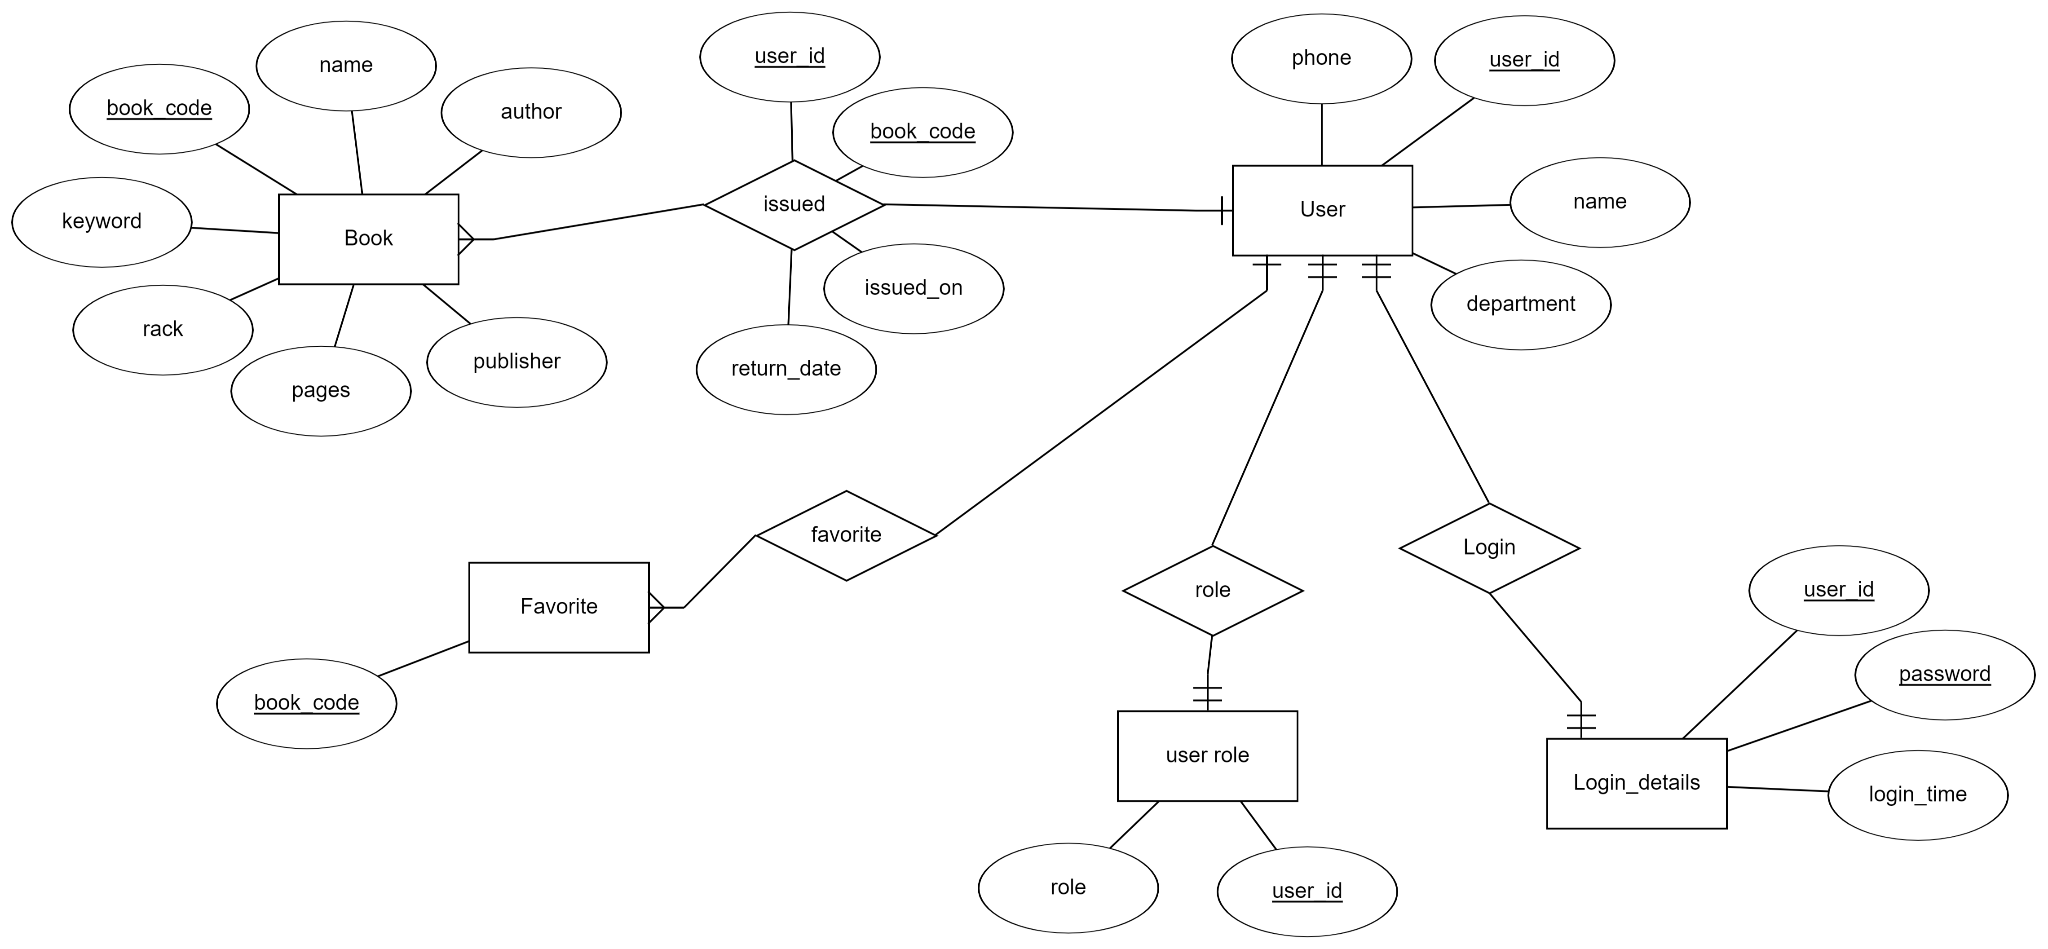 name
book_code
author
keyword
Book
rack
pages
publisher
user_id
book_code
issued
issued_on
return_date
phone
user_id
User
name
department
favorite
Favorite
book_code
role
user role
role
user_id
Login
Login_details
user_id
password
login_time